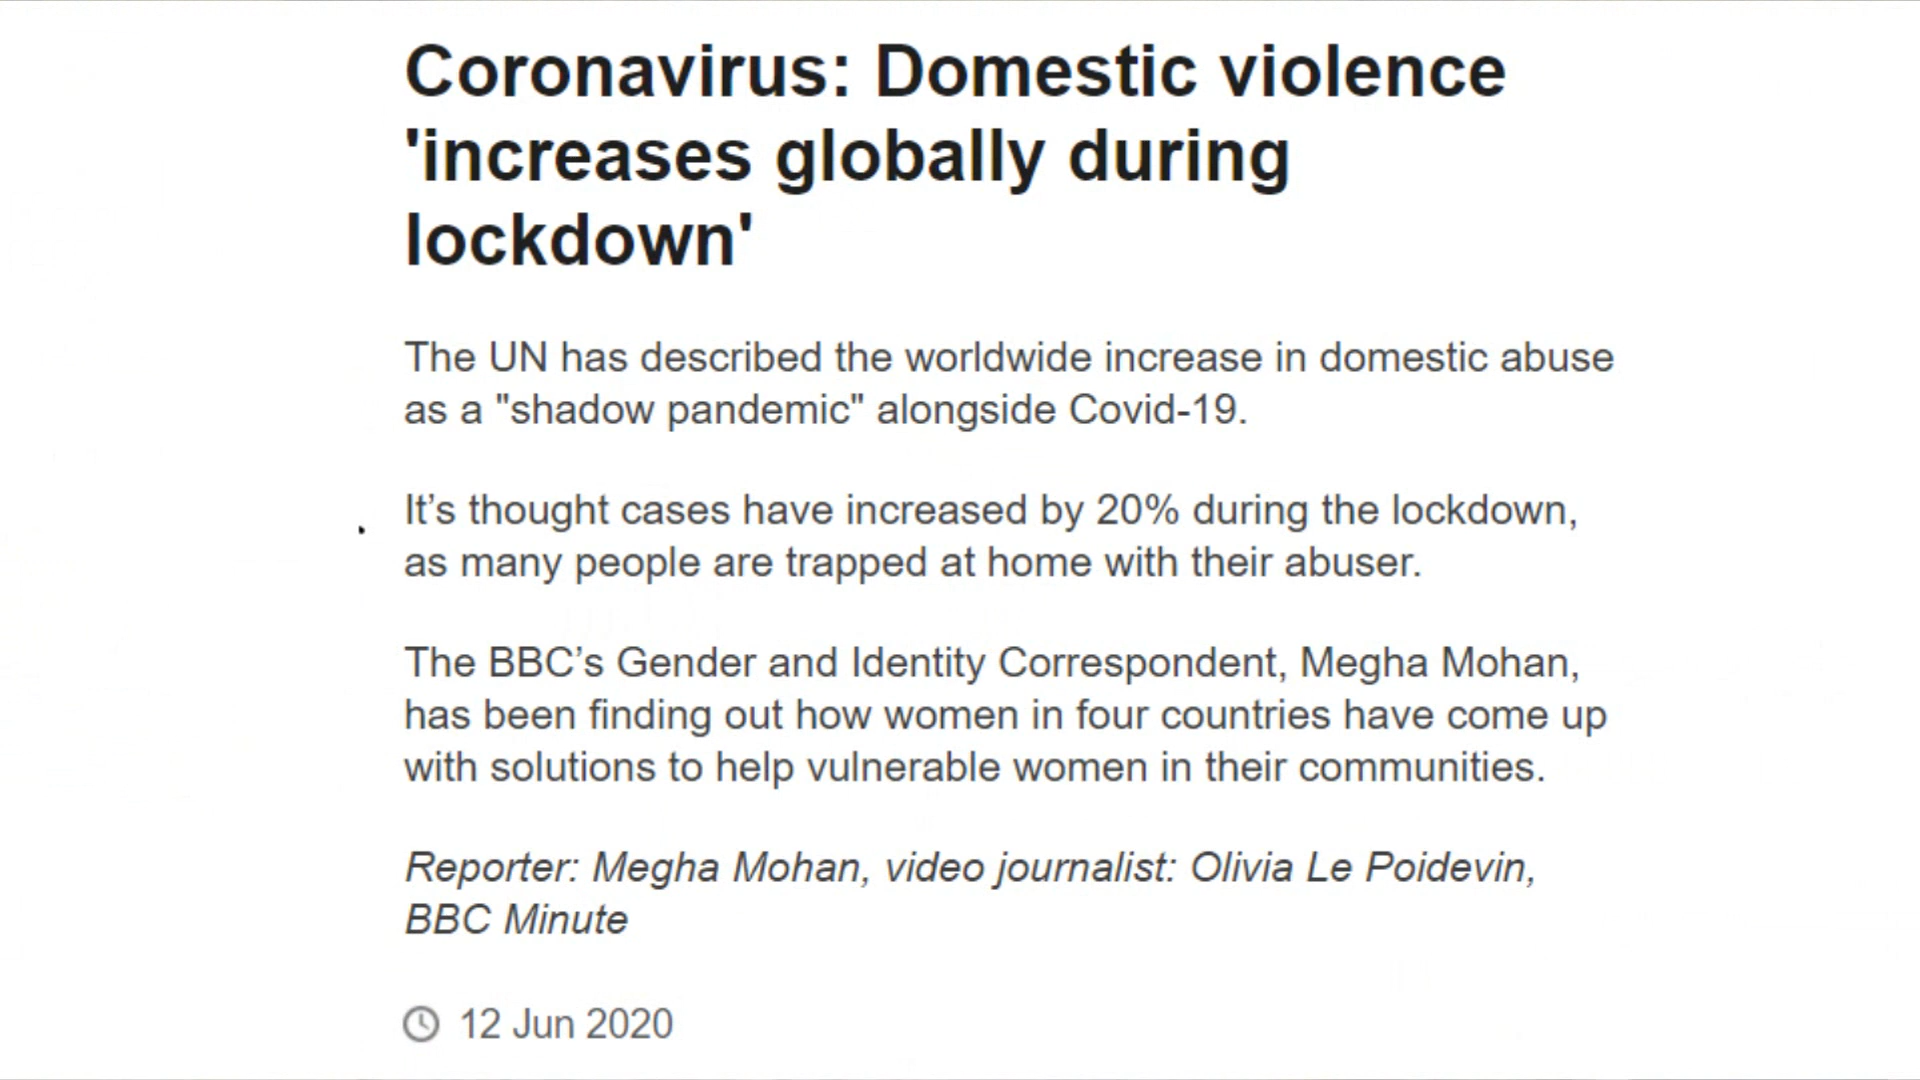 Coronavirus: Domestic violence
'increases globally during
lockdown'
The UN has described the worldwide increase in domestic abuse
as a "shadow pandemic" alongside Covid-19.
It’s thought cases have increased by 20% during the lockdown,
as many people are trapped at home with their abuser.
The BBC’s Gender and Identity Correspondent, Megha Mohan,
has been finding out how women in four countries have come up
with solutions to help vulnerable women in their communities.
Reporter: Megha Mohan, video journalist: Olivia Le Poidevin,
BBC Minute
12 Jun 2020